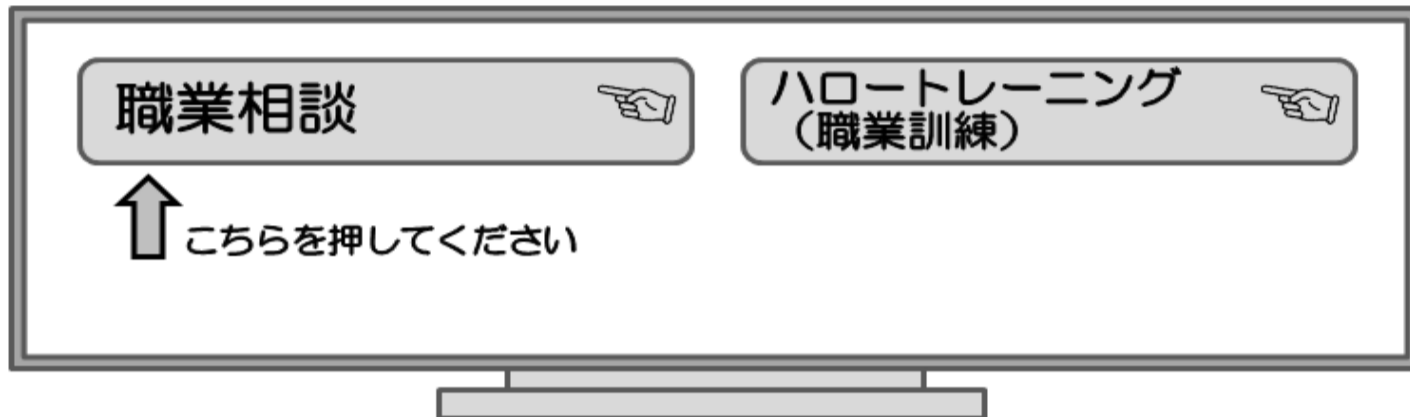 職業相談
ハロートレーニング
（職業訓練）
こちらを押してください